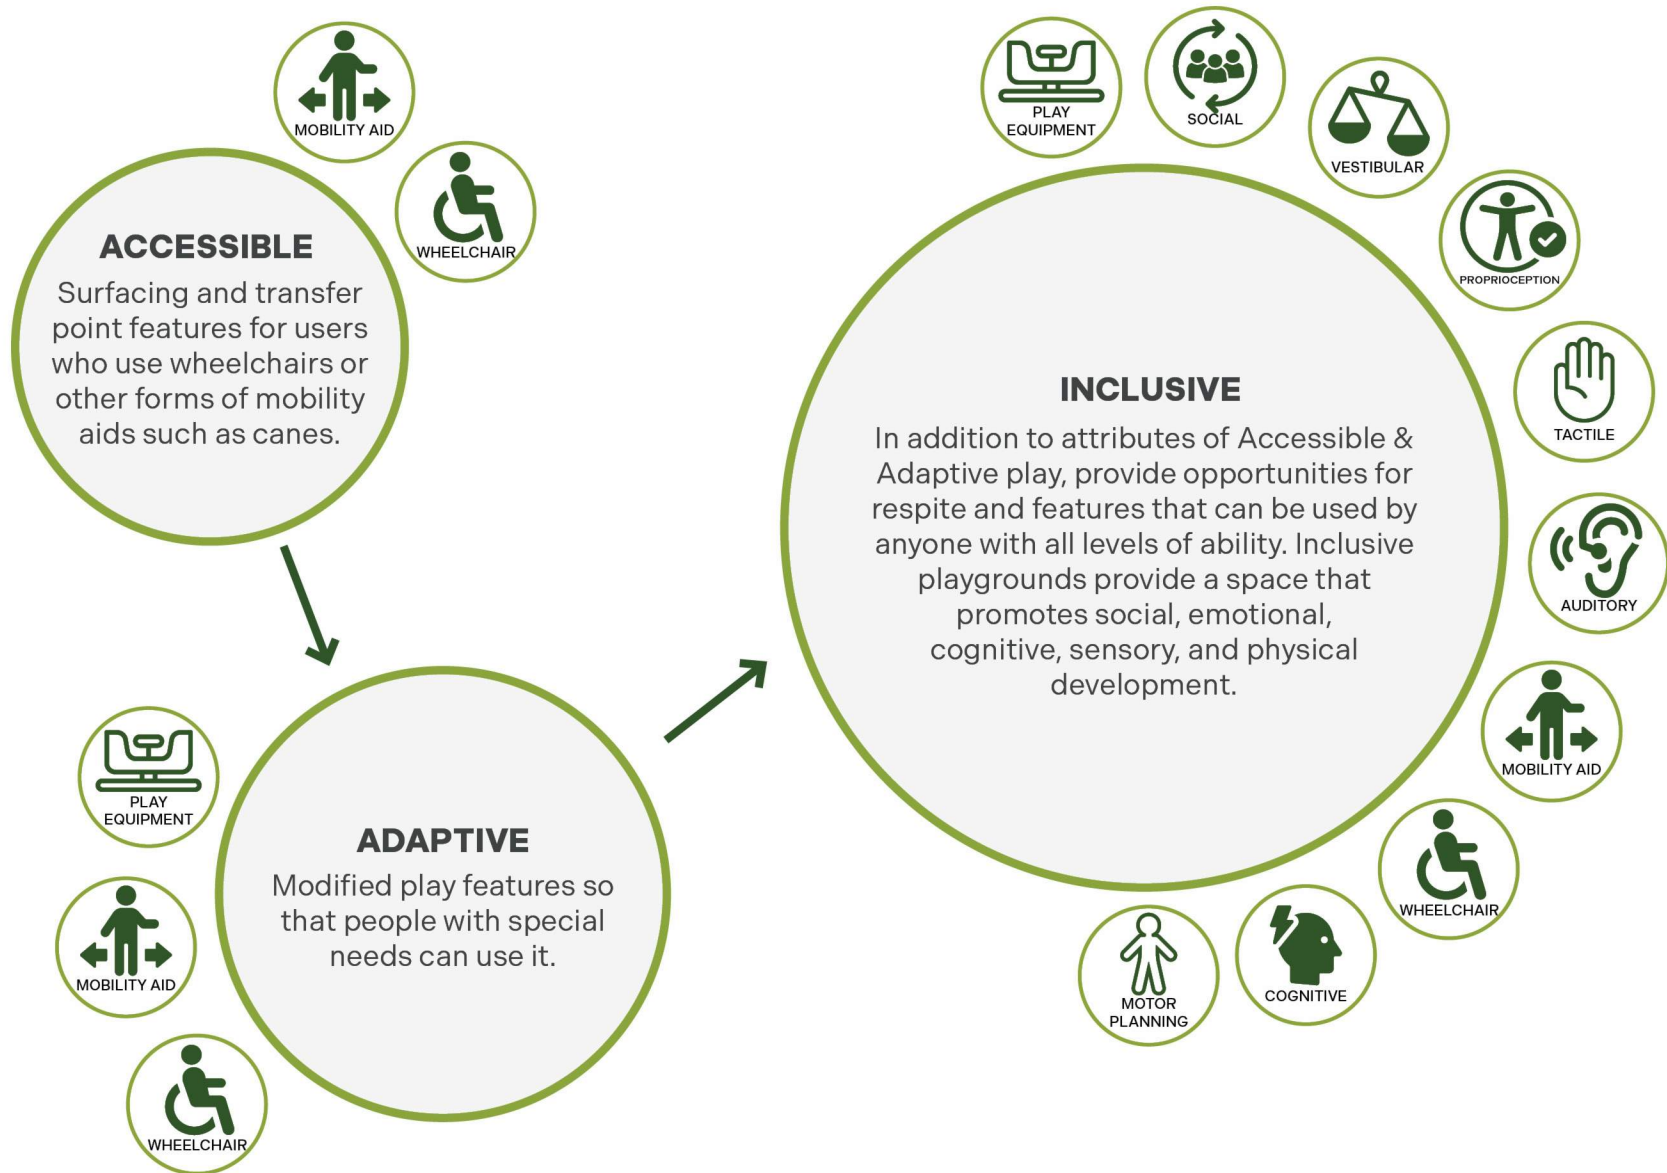 MOBILITY AID
WHEELCHAIR
ACCESSIBLE
Surfacing and transfer
point features for users
who use wheelchairs or
other forms of mobility
aids such as canes.
PLAY
EQUIPMENT
MOBILITY AID
WHEELCHAIR
ADAPTIVE
Modified play features so
that people with special
needs can use it.
PLAY
EQUIPMENT
SOCIAL
VESTIBULAR
PROPRIOCEPTION
TACTILE
AUDITORY
MOBILITY AID
WHEELCHAIR
COGNITIVE
MOTOR
PLANNING
INCLUSIVE
In addition to attributes of Accessible &
Adaptive play, provide opportunities for
respite and features that can be used by
anyone with all levels of ability. Inclusive
playgrounds provide a space that
promotes social, emotional,
cognitive, sensory, and physical
development.